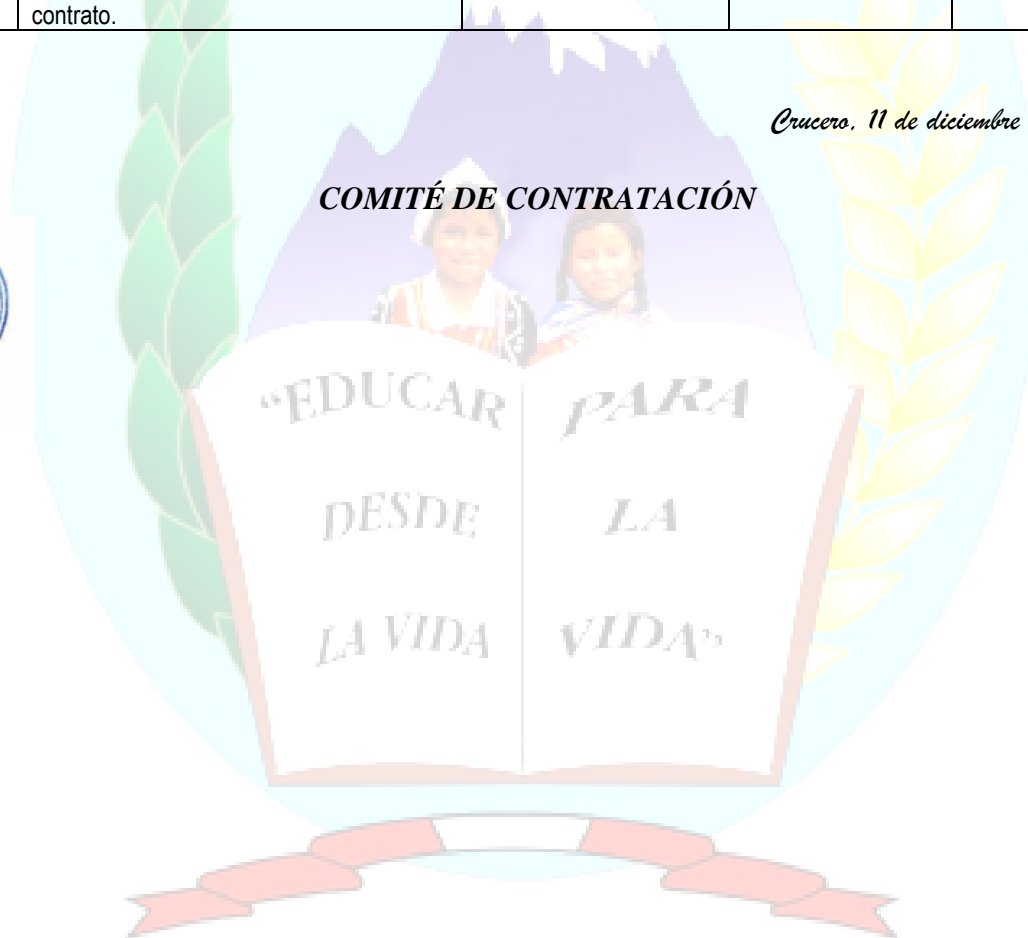 contrato.
Crucero, 11 de diciembre
COMITÉ DE CONTRATACIÓN
“EDUCAR PARA
DESDE LA
LA VIDA VIDA”